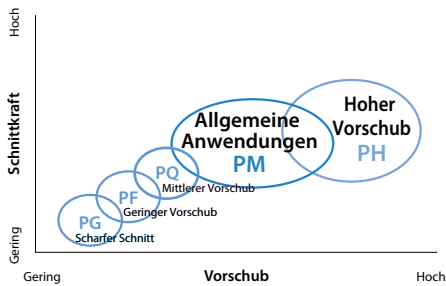 Hoch
Schnittkraft
Gering
Allgemeine
Anwendungen
PM
Hoher
Vorschub
PH
PQ
Mittlerer Vorschub
PF
Geringer Vorschub
PG
Scharfer Schnitt
Gering
Vorschub
Hoch